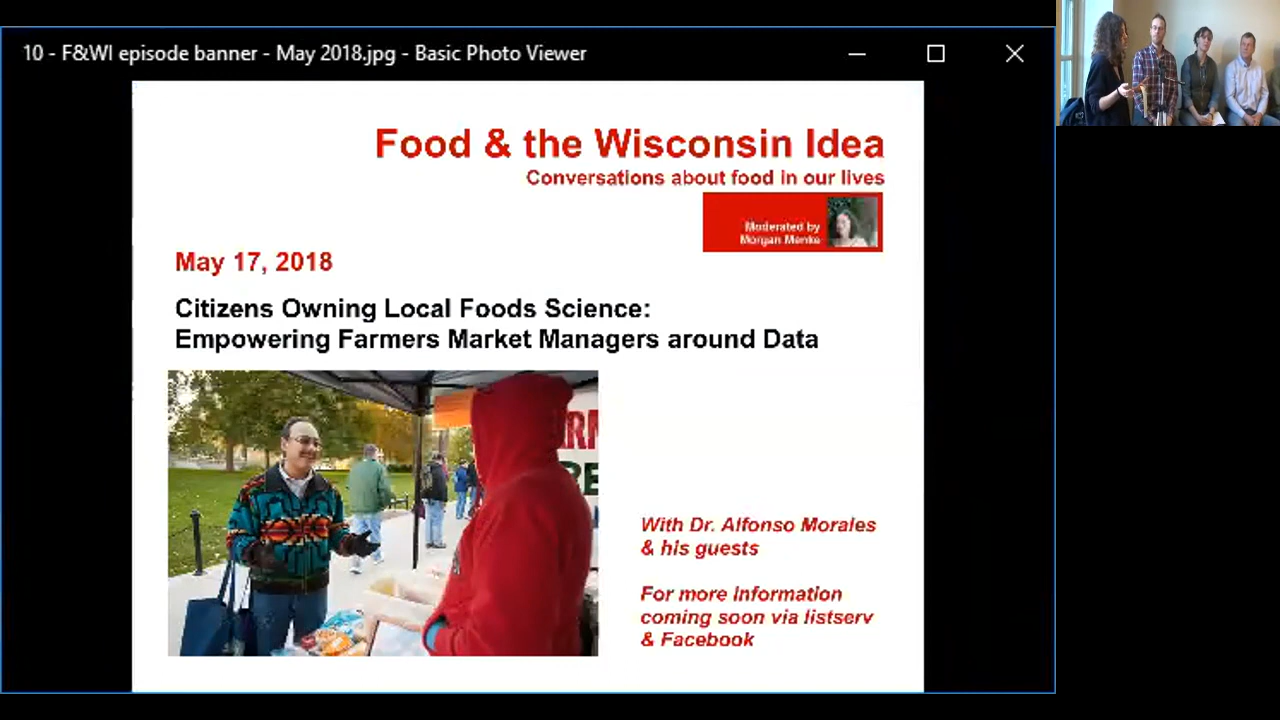 10 - F&WI episode banner - May 2018.jpg - Basic Photo Viewer
Food & the Wisconsin Idea
Conversations about food in our lives
Moderated by
Morgan Menke
May 17, 2018
Citizens Owning Local Foods Science:
Empowering Farmers Market Managers around Data
With Dr. Alfonso Morales
& his guests
For more information
coming soon via listserv
& Facebook